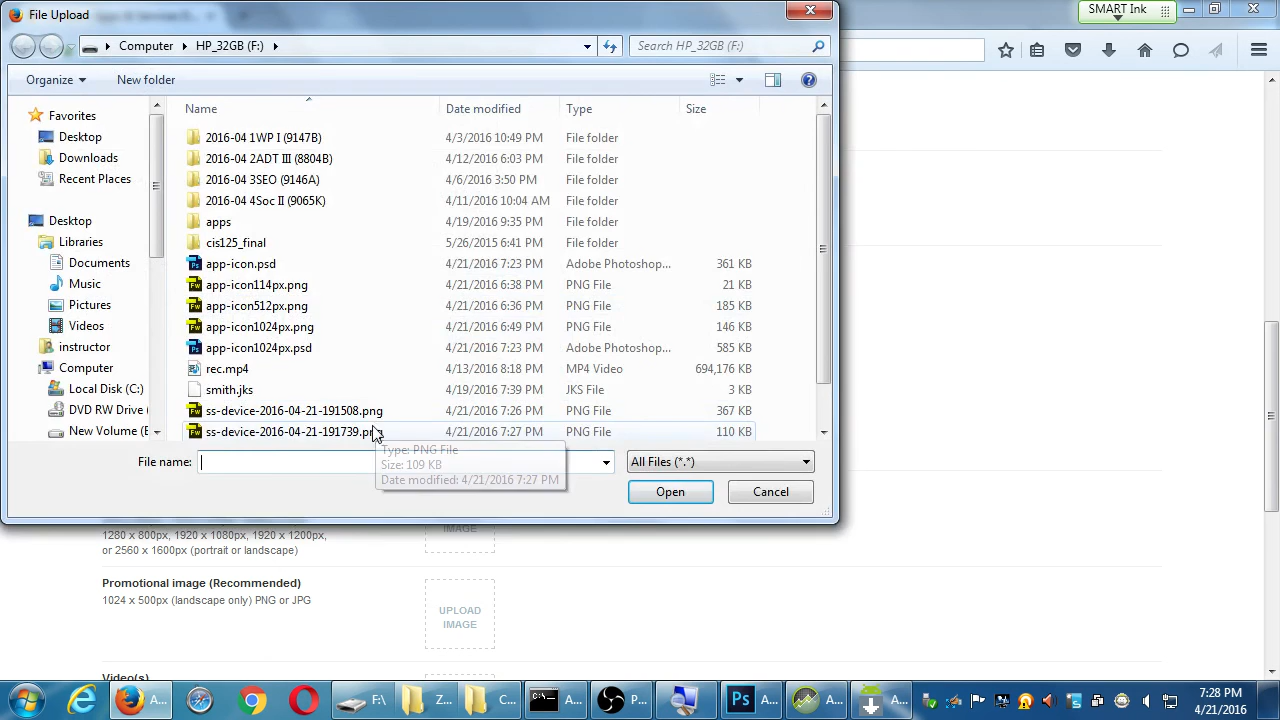 File Upload
SMART Ink
Computer HP_32GB (F:)
Search HP_32GB (F:)
Organize New folder
Name Date modified Type Size
Favorites
Desktop
Downloads
Recent Places
Desktop
Libraries
Documents
Music
Pictures
Videos
instructor
Computer
Local Disk (C:)
DVD RW Drive (
New Volume (E
2016-04 1WP I (9147B) 4/3/2016 10:49 PM File folder
2016-04 2ADT III (8804B) 4/12/2016 6:03 PM File folder
2016-04 3SEO (9146A) 4/6/2016 3:50 PM File folder
2016-04 4Soc II (9065K) 4/11/2016 10:04 AM File folder
apps 4/19/2016 9:35 PM File folder
cis125_final 5/26/2015 6:41 PM File folder
app-icon.psd 4/21/2016 7:23 PM Adobe Photoshop... 361 KB
app-icon114px.png 4/21/2016 6:38 PM PNG File 21 KB
app-icon512px.png 4/21/2016 6:36 PM PNG File 185 KB
app-icon1024px.png 4/21/2016 6:49 PM PNG File 146 KB
app-icon1024px.psd 4/21/2016 7:23 PM Adobe Photoshop... 585 KB
rec.mp4 4/13/2016 8:18 PM MP4 Video 694,176 KB
smith.jks 4/19/2016 7:39 PM JKS File 3 KB
ss-device-2016-04-21-191508.png 4/21/2016 7:26 PM PNG File 367 KB
ss-device-2016-04-21-191739.png 4/21/2016 7:27 PM PNG File 110 KB
Type: PNG File
Size: 109 KB
Date modified: 4/21/2016 7:27 PM
File name: All Files (*.*)
Open Cancel
1280 x 800px, 1920 x 1080px, 1920 x 1200px,
or 2560 x 1600px (portrait or landscape)
IMAGE
Promotional image (Recommended)
1024 x 500px (landscape only) PNG or JPG
UPLOAD
IMAGE
Video(s)
A... F:\ Z... C... A... P... A... A... A...
7:28 PM
4/21/2016